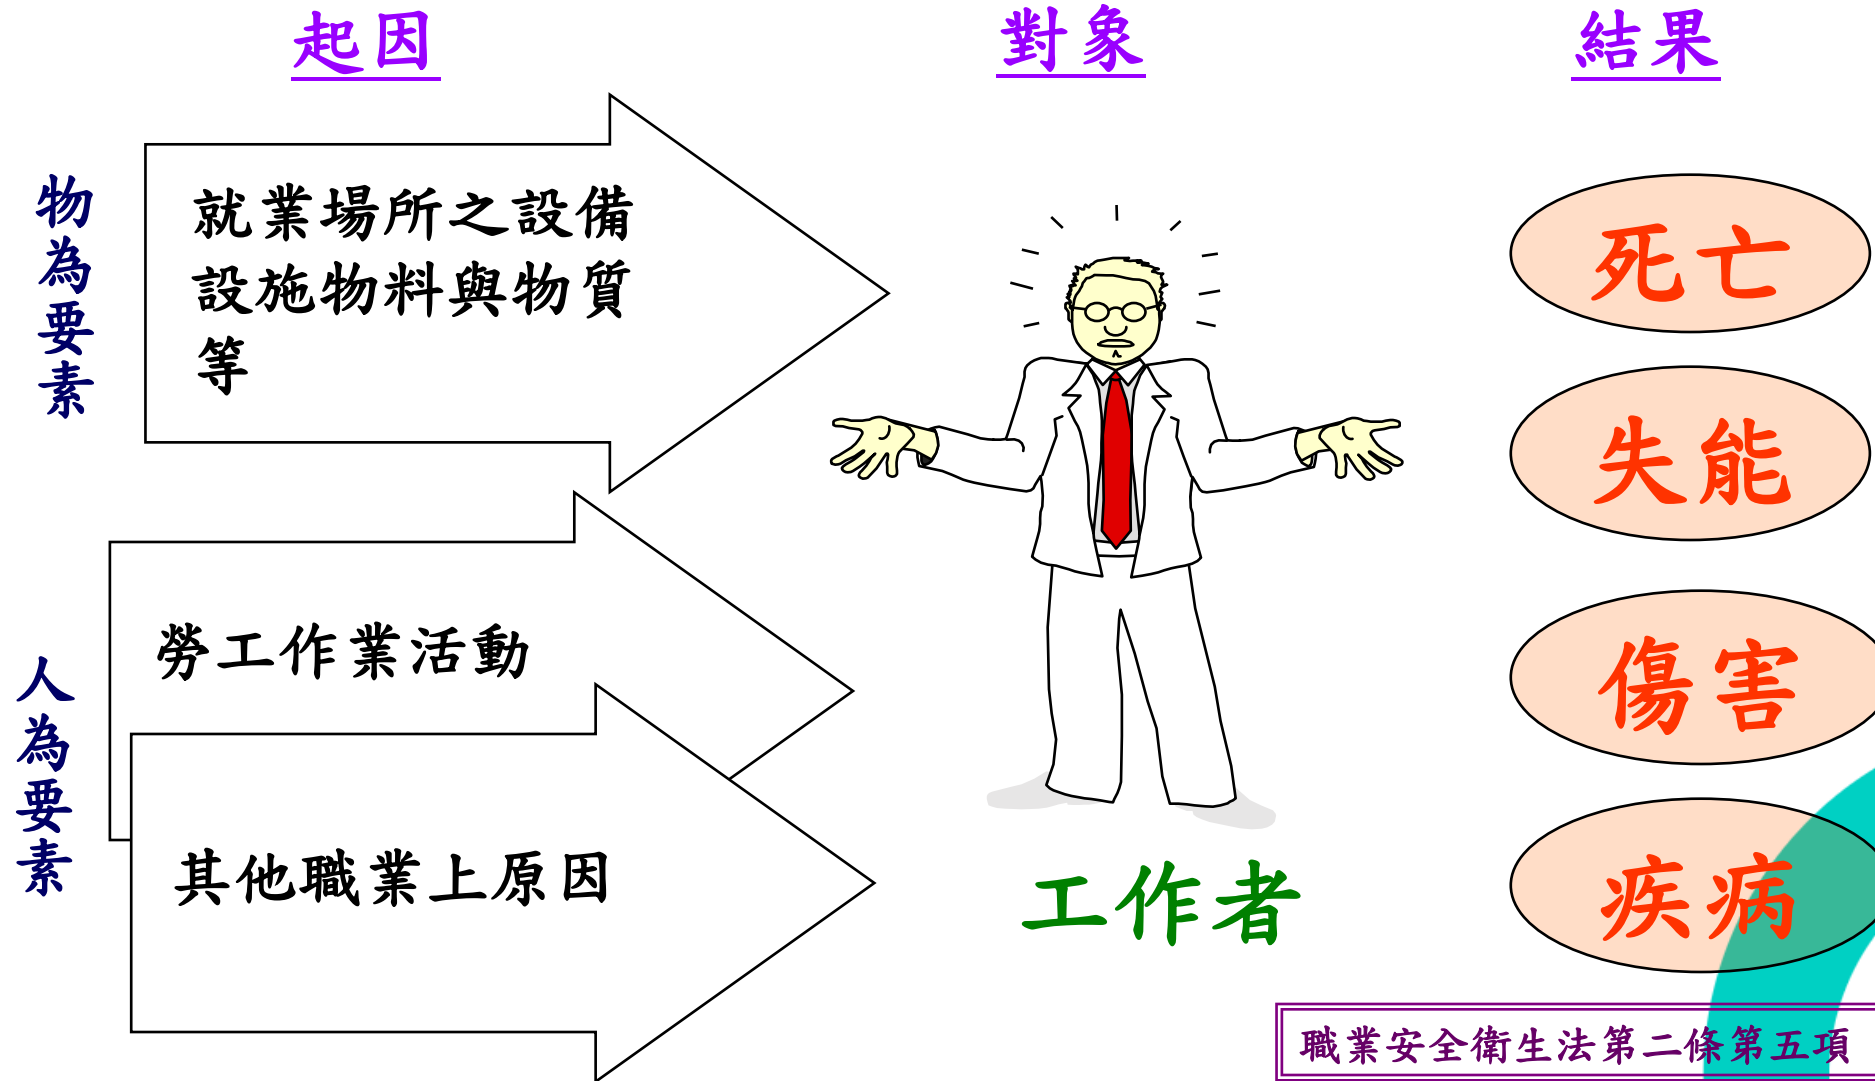 起因
對象
結果
物為要素
就業場所之設備
設施物料與物質
等
人為要素
勞工作業活動
其他職業上原因
工作者
死亡
失能
傷害
疾病
職業安全衛生法第二條第五項